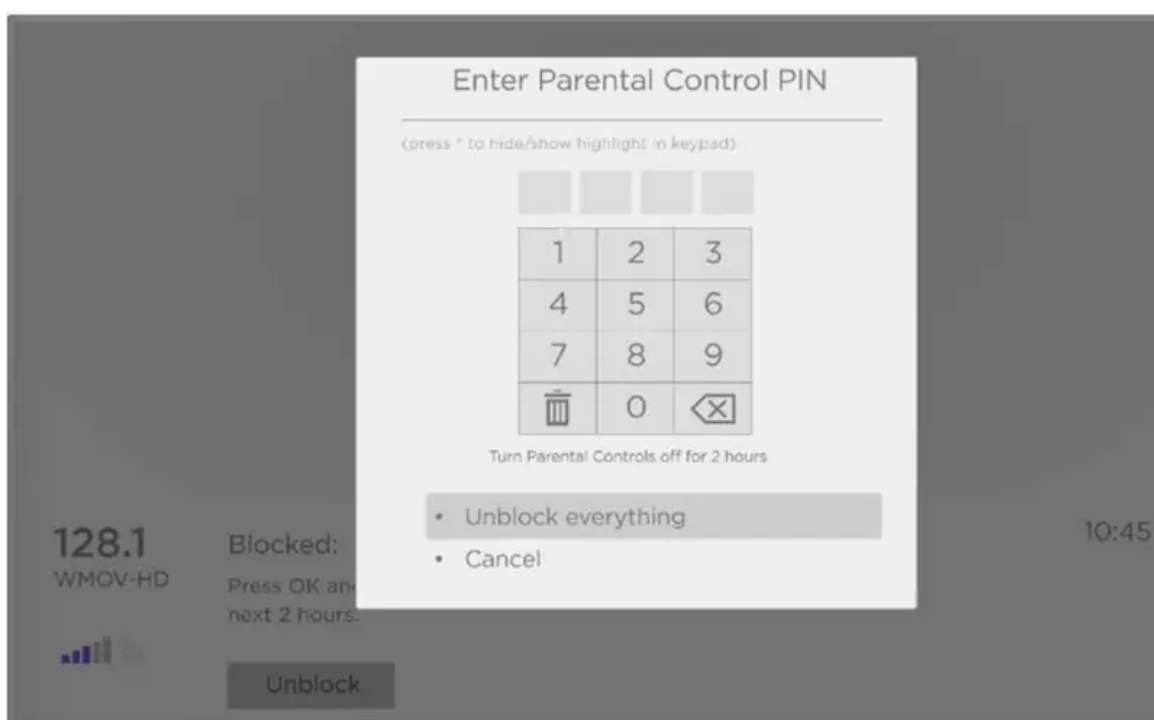 Enter Parental Control PIN
(press * to hide/show highlight in keypad)
1 2 3
4 5 6
7 8 9
0
Turn Parental Controls off for 2 hours
• Unblock everything
• Cancel
128.1
WMOV-HD
Blocked:
Press OK an
next 2 hours.
Unblock
10:45